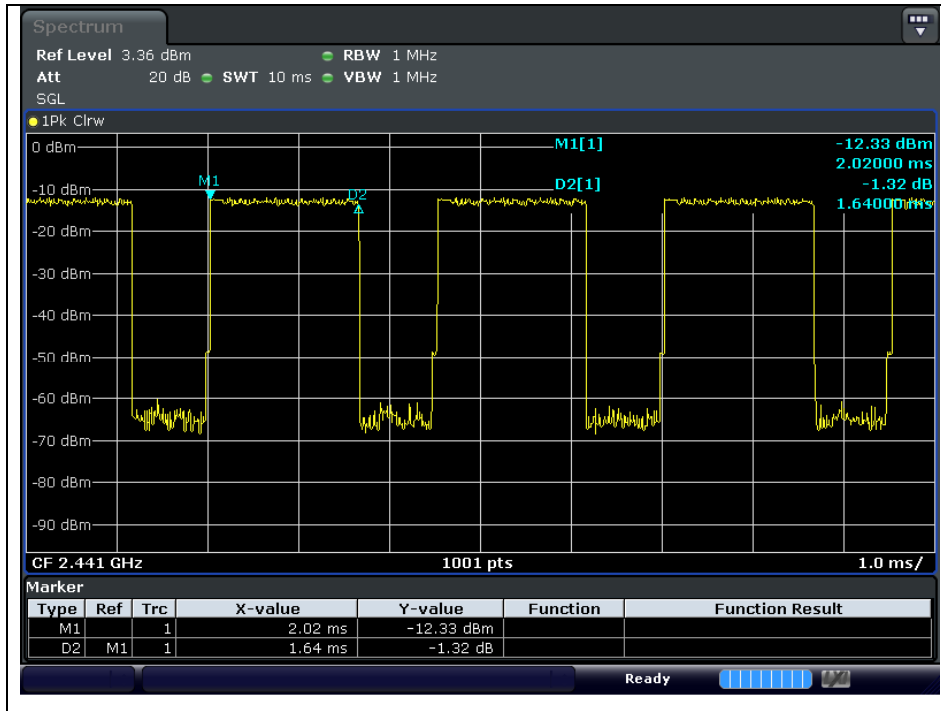 Spectrum
Ref Level 3.36 dBm RBW 1 MHz
Att 20 dB SWT 10 ms VBW 1 MHz
SGL
1Pk Clrw
0 dBm
M1[1] -12.33 dBm
2.02000 ms
-10 dBm
M1
D2
D2[1] -1.32 dB
1.64000 ms
-20 dBm
-30 dBm
-40 dBm
-50 dBm
-60 dBm
-70 dBm
-80 dBm
-90 dBm
CF 2.441 GHz 1001 pts 1.0 ms/
Marker
Type Ref Trc X-value Y-value Function Function Result
M1 1 2.02 ms -12.33 dBm
D2 M1 1 1.64 ms -1.32 dB
Ready